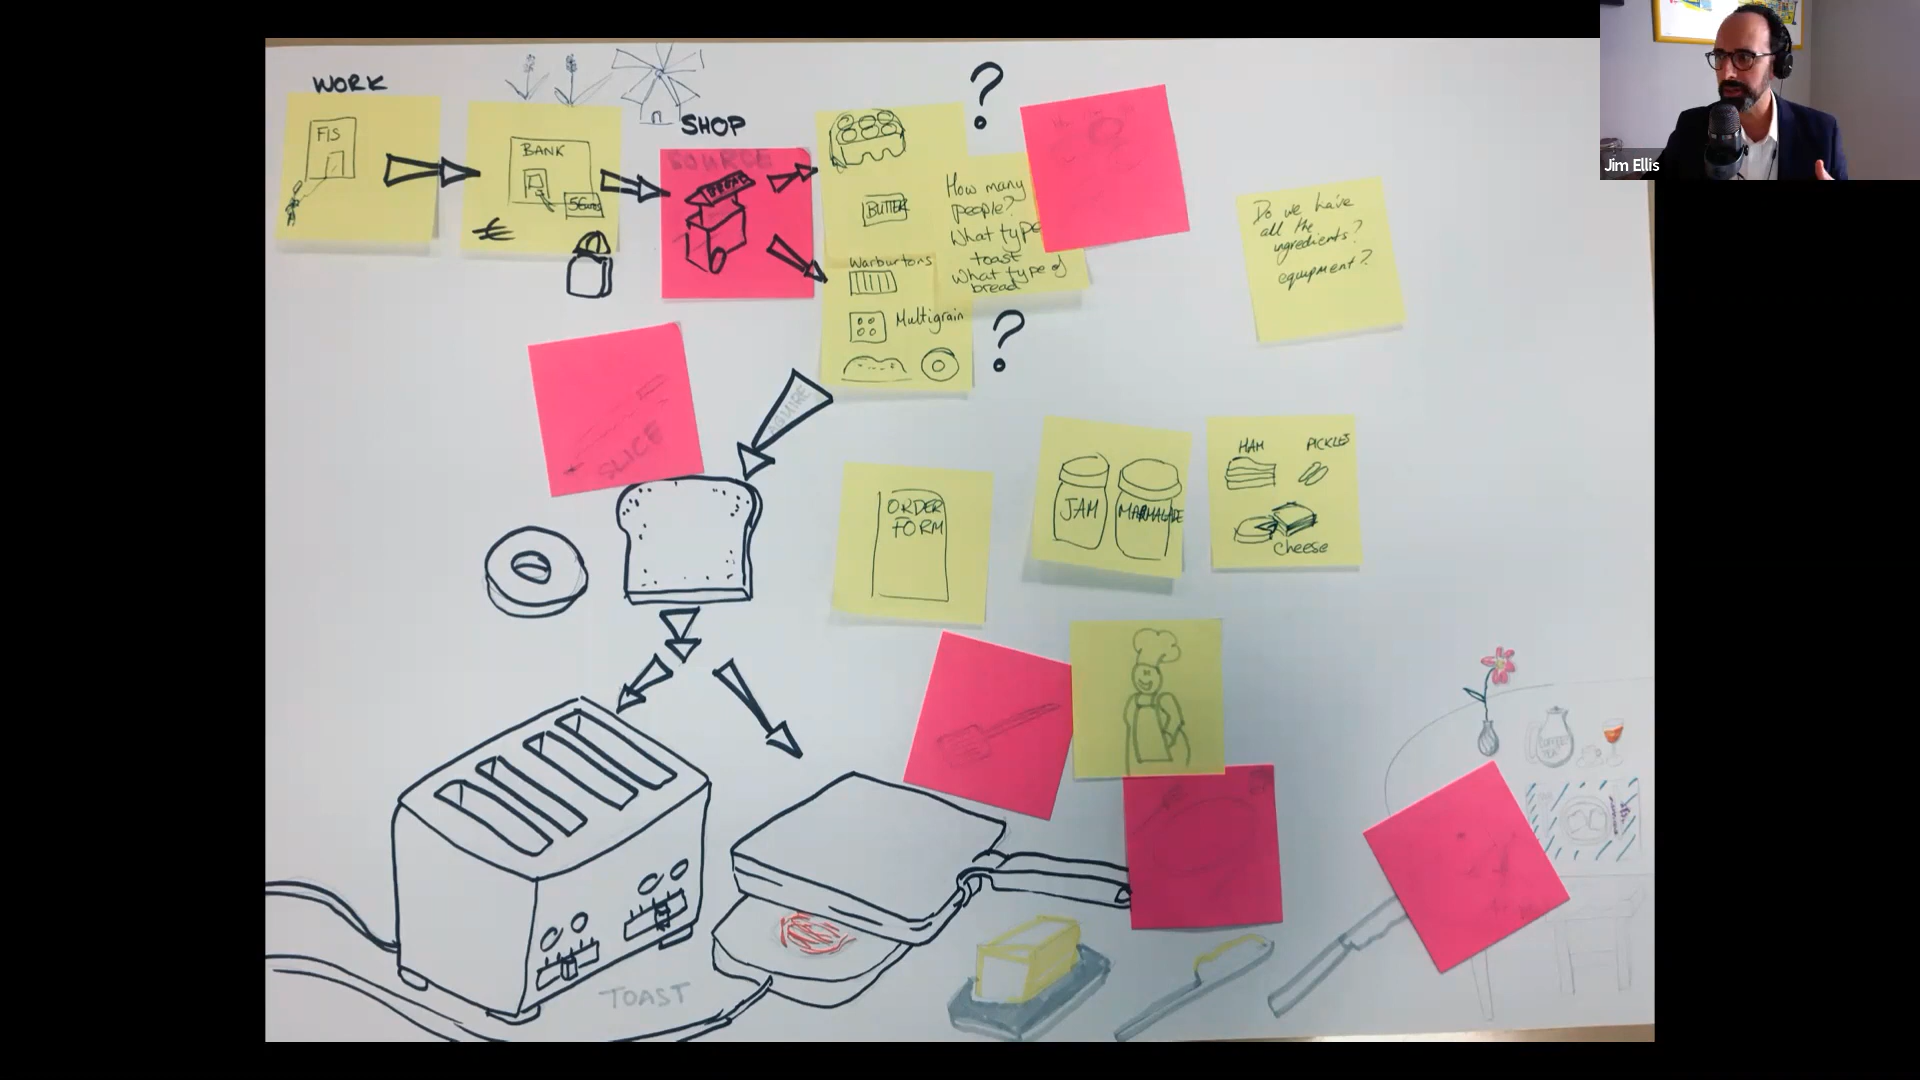 WORK
FIS
BANK
€
SHOP
SOURCE
BREAD
BUTTER
Warburtons
Multigrain
?
How many
people?
What type
toast
What type of
bread
?
Do we have
all the
ingredients?
equipment?
SLICE
ORDER
FORM
JAM
MARMALADE
HAM
PICKLES
Cheese
TOAST
Jim Ellis